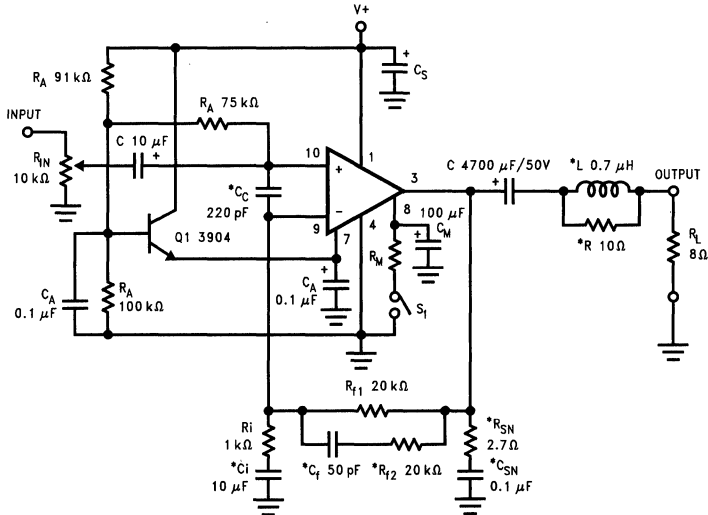 V+
R_A 91 kΩ
+
C_S
INPUT
R_A 75 kΩ
C 10 μF
+
R_IN
10 kΩ
*C_C
220 pF
10
+
1
3
−
9
7
4
8
C 4700 μF/50V
+
*L 0.7 μH
OUTPUT
*R 10Ω
R_L
8Ω
100 μF
+
C_M
R_M
S1
Q1 3904
C_A
0.1 μF
R_A
100 kΩ
+
C_A
0.1 μF
R_f1 20 kΩ
Ri
1 kΩ
*Ci
10 μF
*C_f 50 pF
*R_f2 20 kΩ
*R_SN
2.7Ω
*C_SN
0.1 μF